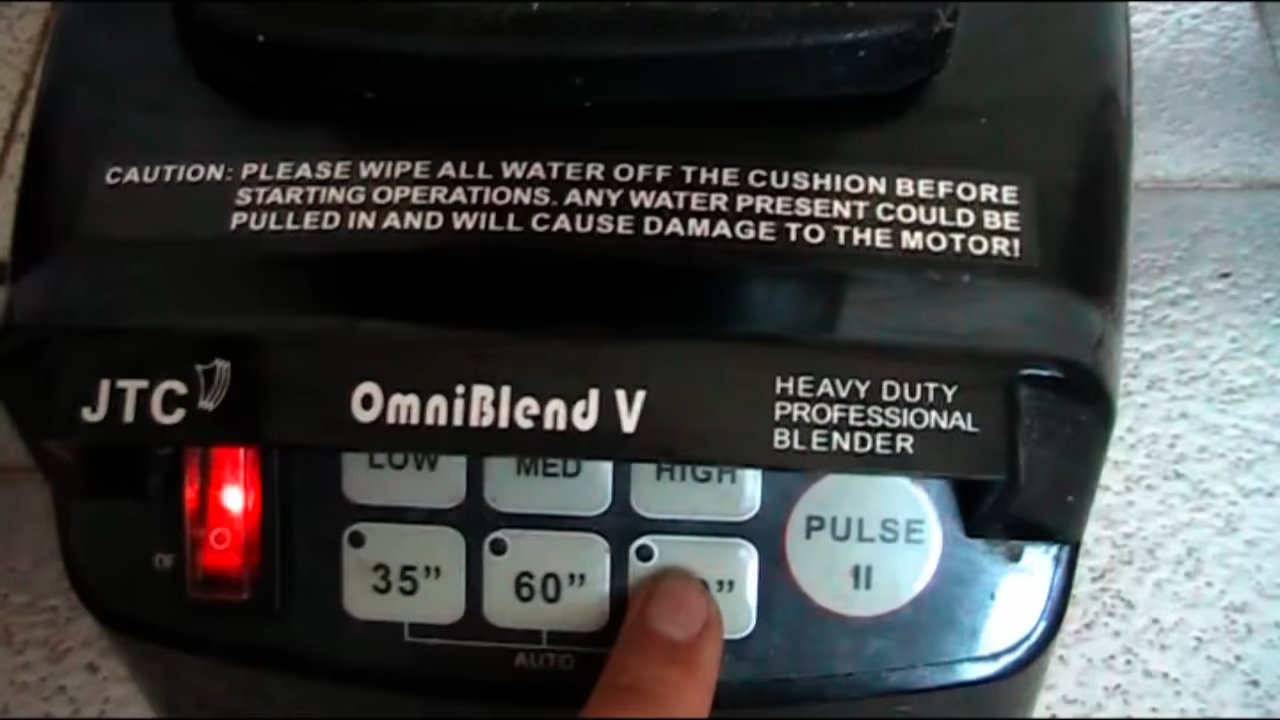 CAUTION: PLEASE WIPE ALL WATER OFF THE CUSHION BEFORE
STARTING OPERATIONS. ANY WATER PRESENT COULD BE
PULLED IN AND WILL CAUSE DAMAGE TO THE MOTOR!
JTC
OmniBlend V
HEAVY DUTY
PROFESSIONAL
BLENDER
LOW MED HIGH
PULSE
35” 60”
AUTO